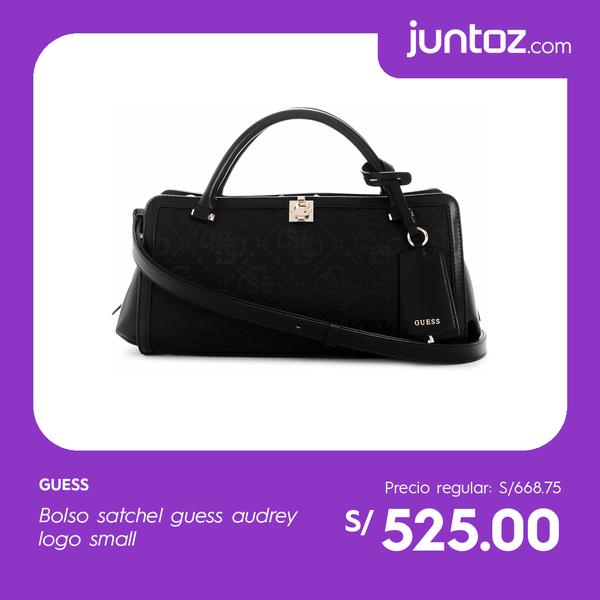 juntoz.com
GUESS
GUESS
Bolso satchel guess audrey
logo small
Precio regular: S/668.75
S/ 525.00